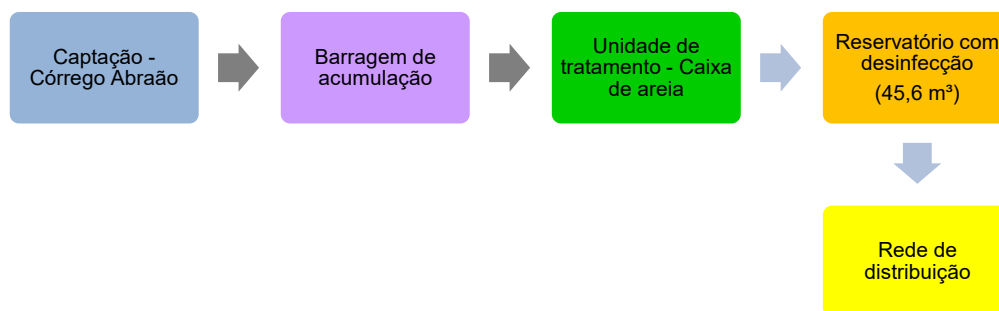 Captação -
Córrego Abraão
Barragem de
acumulação
Unidade de
tratamento - Caixa
de areia
Reservatório com
desinfecção
(45,6 m³)
Rede de
distribuição